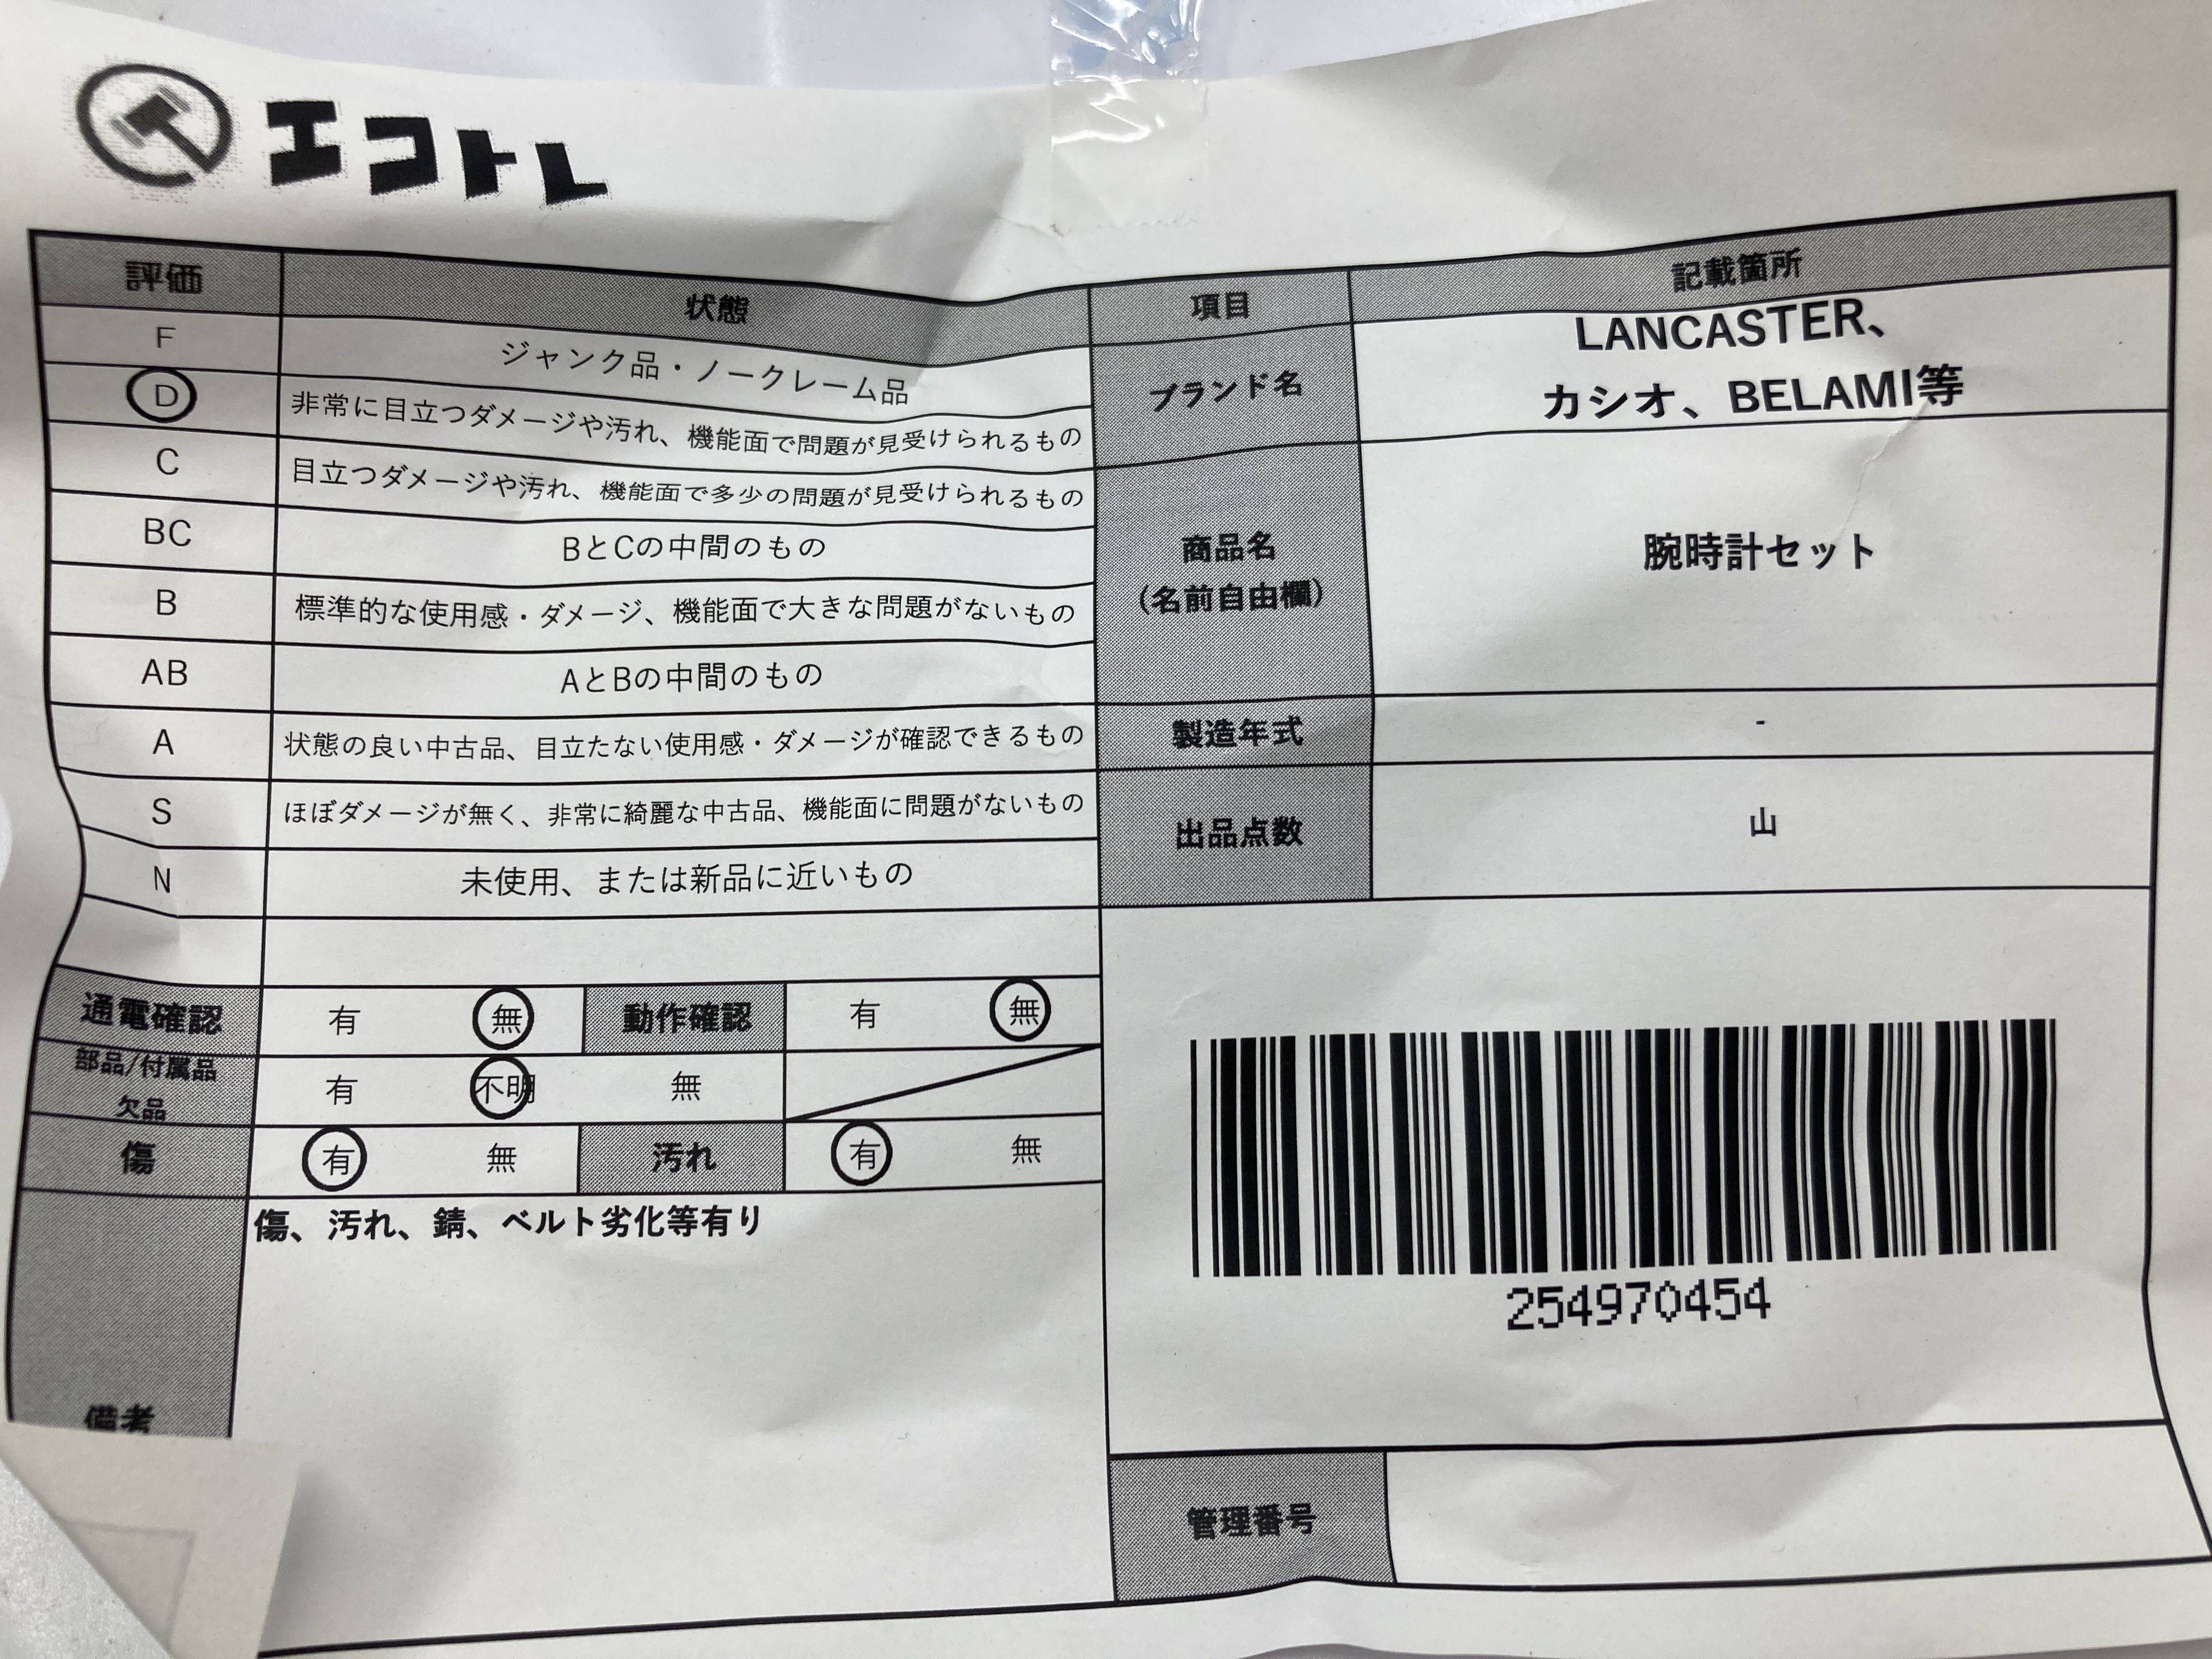 エコトレ
評価 状態
F ジャンク品・ノークレーム品
D 非常に目立つダメージや汚れ、機能面で問題が見受けられるもの
C 目立つダメージや汚れ、機能面で多少の問題が見受けられるもの
BC BとCの中間のもの
B 標準的な使用感・ダメージ、機能面で大きな問題がないもの
AB AとBの中間のもの
A 状態の良い中古品、目立たない使用感・ダメージが確認できるもの
S ほぼダメージが無く、非常に綺麗な中古品、機能面に問題がないもの
N 未使用、または新品に近いもの
通電確認 有 無 動作確認 有 無
部品/付属品
欠品
有 不明 無
傷 有 無 汚れ 有 無
備考
傷、汚れ、錆、ベルト劣化等有り
項目 記載箇所
ブランド名
LANCASTER、
カシオ、BELAMI等
商品名
(名前自由欄)
腕時計セット
製造年式 -
出品点数 山
254970454
管理番号